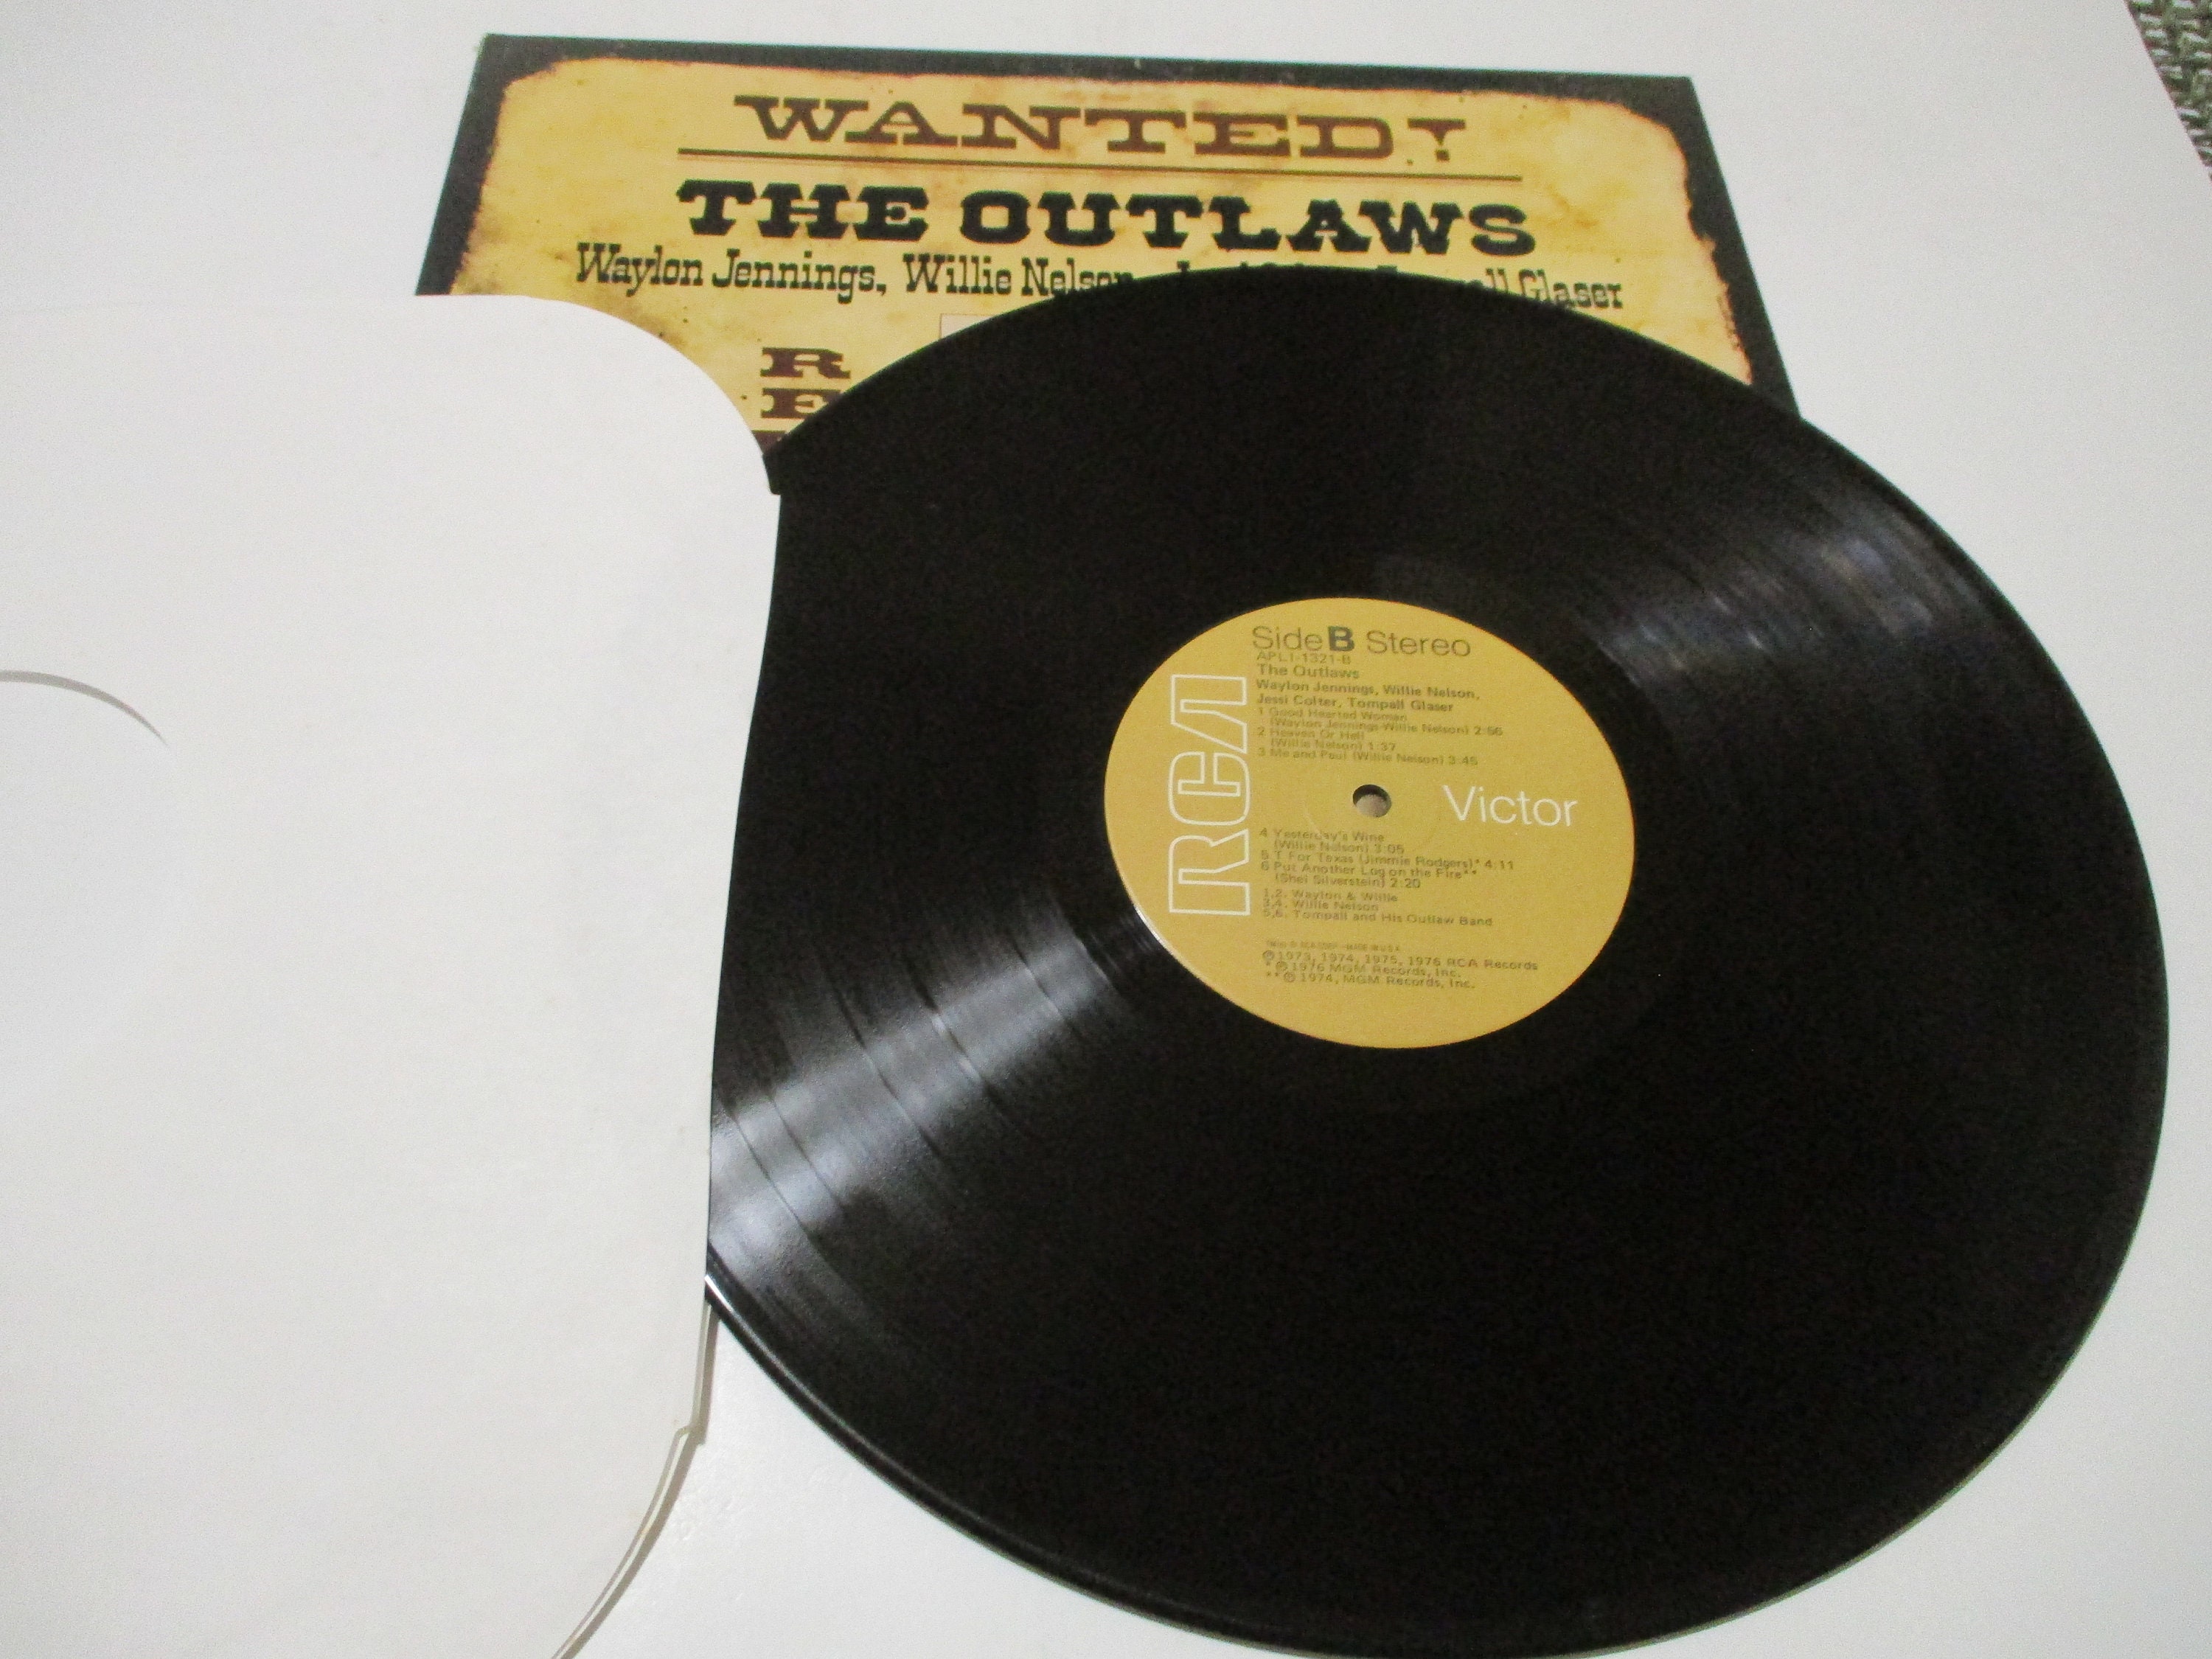 WANTED!
THE OUTLAWS
Waylon Jennings, Willie Nelson Glaser
R
E
Side B Stereo
APL1-1321-B
The Outlaws
Waylon Jennings, Willie Nelson,
Jessi Colter, Tompall Glaser
1 Good Hearted Woman
(Waylon Jennings-Willie Nelson) 2:56
2 Heaven Or Hell
(Willie Nelson) 1:37
3 Me and Paul (Willie Nelson) 3:45
RCA
Victor
4 Yesterday's Wine
(Willie Nelson) 3:05
5 T For Texas (Jimmie Rodgers)* 4:11
6 Put Another Log on the Fire**
(Shel Silverstein) 2:20
1,2. Waylon & Willie
3,4. Willie Nelson
5,6. Tompall and His Outlaw Band
℗ 1973, 1974, 1975, 1976 RCA Records
* ℗ 1976 MGM Records, Inc.
** ℗ 1974, MGM Records, Inc.